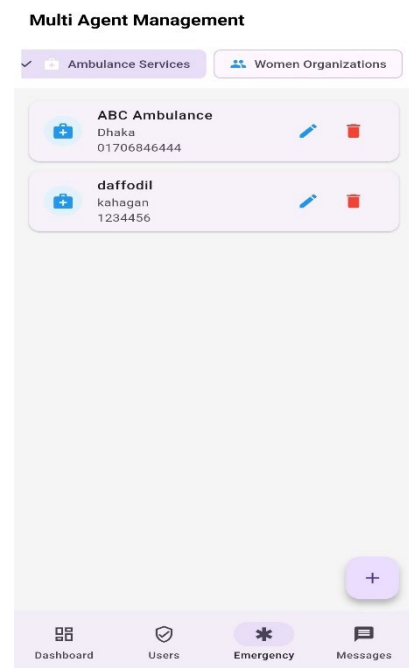 Multi Agent Management
Ambulance Services
Women Organizations
ABC Ambulance
Dhaka
01706846444
daffodil
kahagan
1234456
+
Dashboard
Users
Emergency
Messages